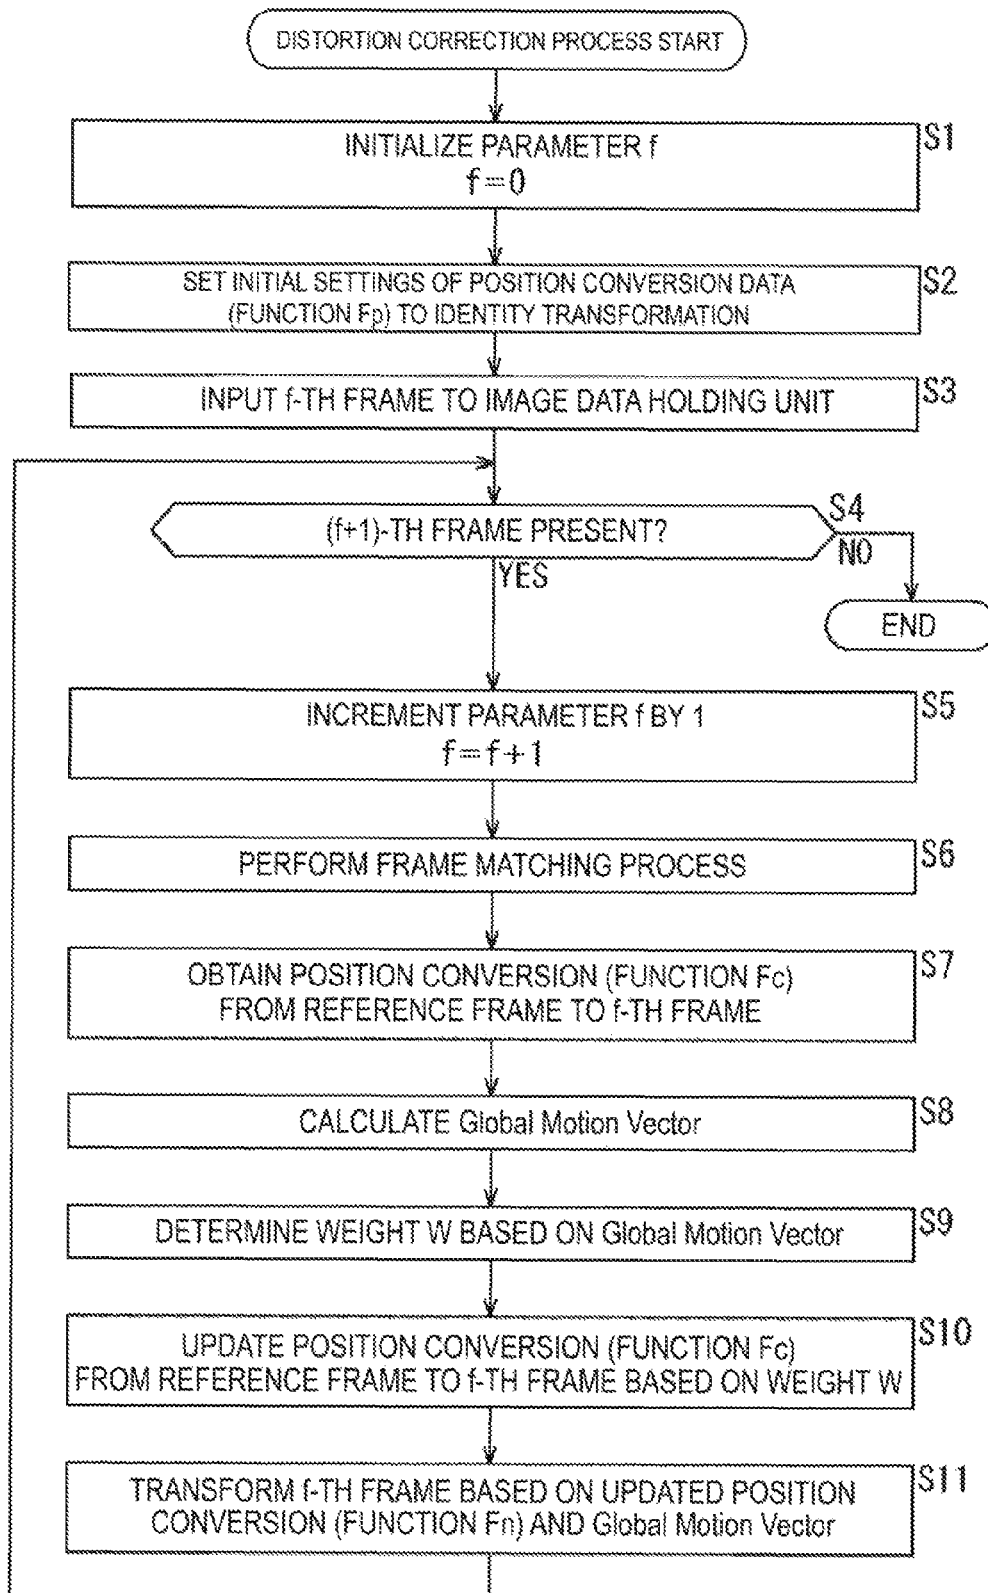 DISTORTION CORRECTION PROCESS START
S1
INITIALIZE PARAMETER f
f=0
S2
SET INITIAL SETTINGS OF POSITION CONVERSION DATA
(FUNCTION Fp) TO IDENTITY TRANSFORMATION
S3
INPUT f-TH FRAME TO IMAGE DATA HOLDING UNIT
S4
(f+1)-TH FRAME PRESENT?
NO
YES
END
S5
INCREMENT PARAMETER f BY 1
f=f+1
S6
PERFORM FRAME MATCHING PROCESS
S7
OBTAIN POSITION CONVERSION (FUNCTION Fc)
FROM REFERENCE FRAME TO f-TH FRAME
S8
CALCULATE Global Motion Vector
S9
DETERMINE WEIGHT W BASED ON Global Motion Vector
S10
UPDATE POSITION CONVERSION (FUNCTION Fc)
FROM REFERENCE FRAME TO f-TH FRAME BASED ON WEIGHT W
S11
TRANSFORM f-TH FRAME BASED ON UPDATED POSITION
CONVERSION (FUNCTION Fn) AND Global Motion Vector